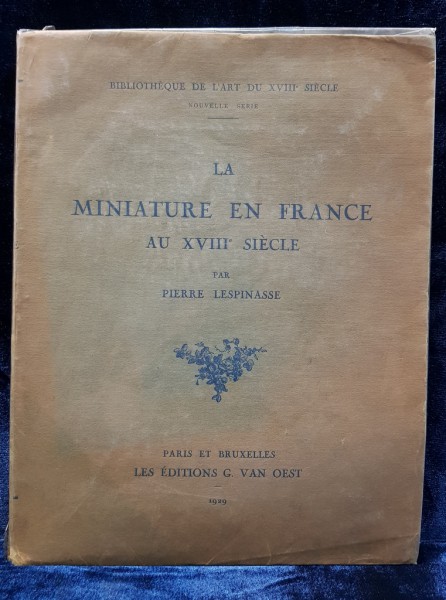 BIBLIOTHÈQUE DE L'ART DU XVIIIᵉ SIÈCLE
NOUVELLE SÉRIE
LA
MINIATURE EN FRANCE
AU XVIIIᵉ SIÈCLE
PAR
PIERRE LESPINASSE
PARIS ET BRUXELLES
LES ÉDITIONS G. VAN OEST
1929